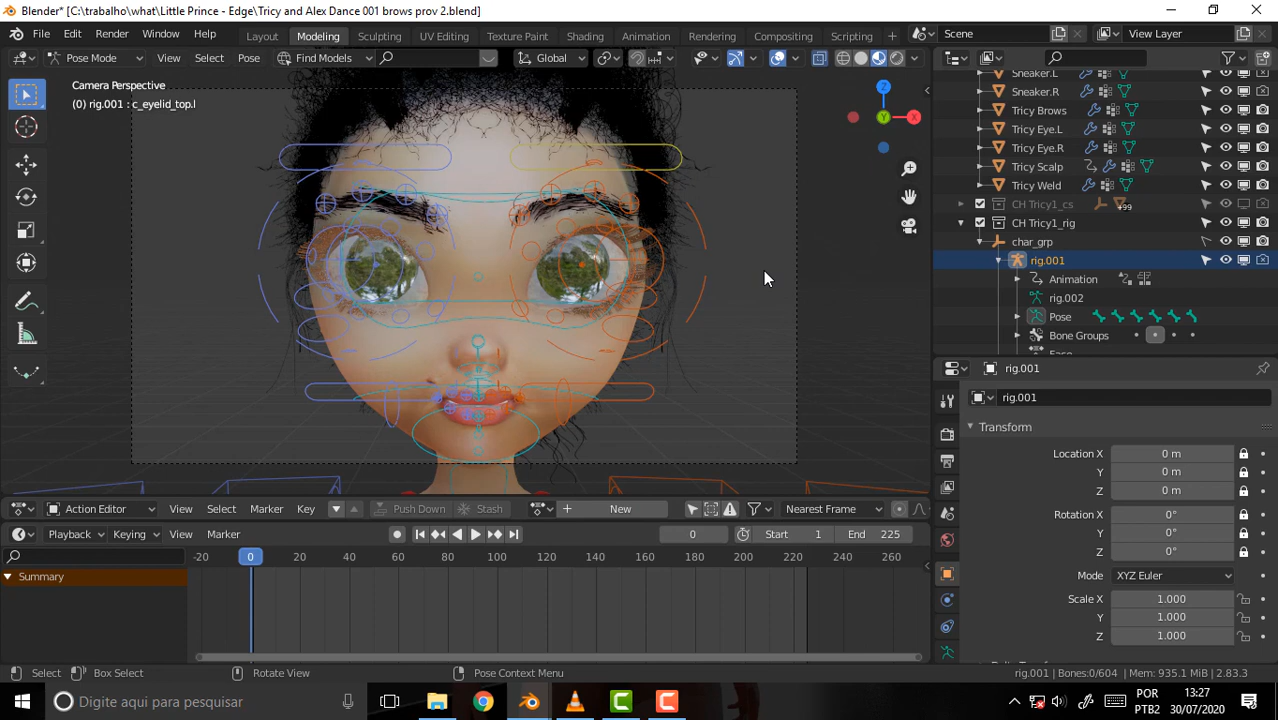 Blender* [C:\trabalho\what\Little Prince - Edge\Tricy and Alex Dance 001 brows prov 2.blend]
File Edit Render Window Help Layout Modeling Sculpting UV Editing Texture Paint Shading Animation Rendering Compositing Scripting + Scene View Layer
Pose Mode View Select Pose Find Models Global
Camera Perspective
(0) rig.001 : c_eyelid_top.l
Sneaker.L
Sneaker.R
Tricy Brows
Tricy Eye.L
Tricy Eye.R
Tricy Scalp
Tricy Weld
CH Tricy1_cs +99
CH Tricy1_rig
char_grp
rig.001
Animation
rig.002
Pose
Bone Groups
Z
Y
X
rig.001
rig.001
Transform
Location X 0 m
Y 0 m
Z 0 m
Rotation X 0°
Y 0°
Z 0°
Mode XYZ Euler
Scale X 1.000
Y 1.000
Z 1.000
Action Editor View Select Marker Key Push Down Stash New Nearest Frame
Playback Keying View Marker 0 Start 1 End 225
-20 0 20 40 60 80 100 120 140 160 180 200 220 240 260
Summary
Select Box Select Rotate View Pose Context Menu rig.001 | Bones:0/604 | Mem: 935.1 MiB | 2.83.3
Digite aqui para pesquisar
POR
PTB2
13:27
30/07/2020